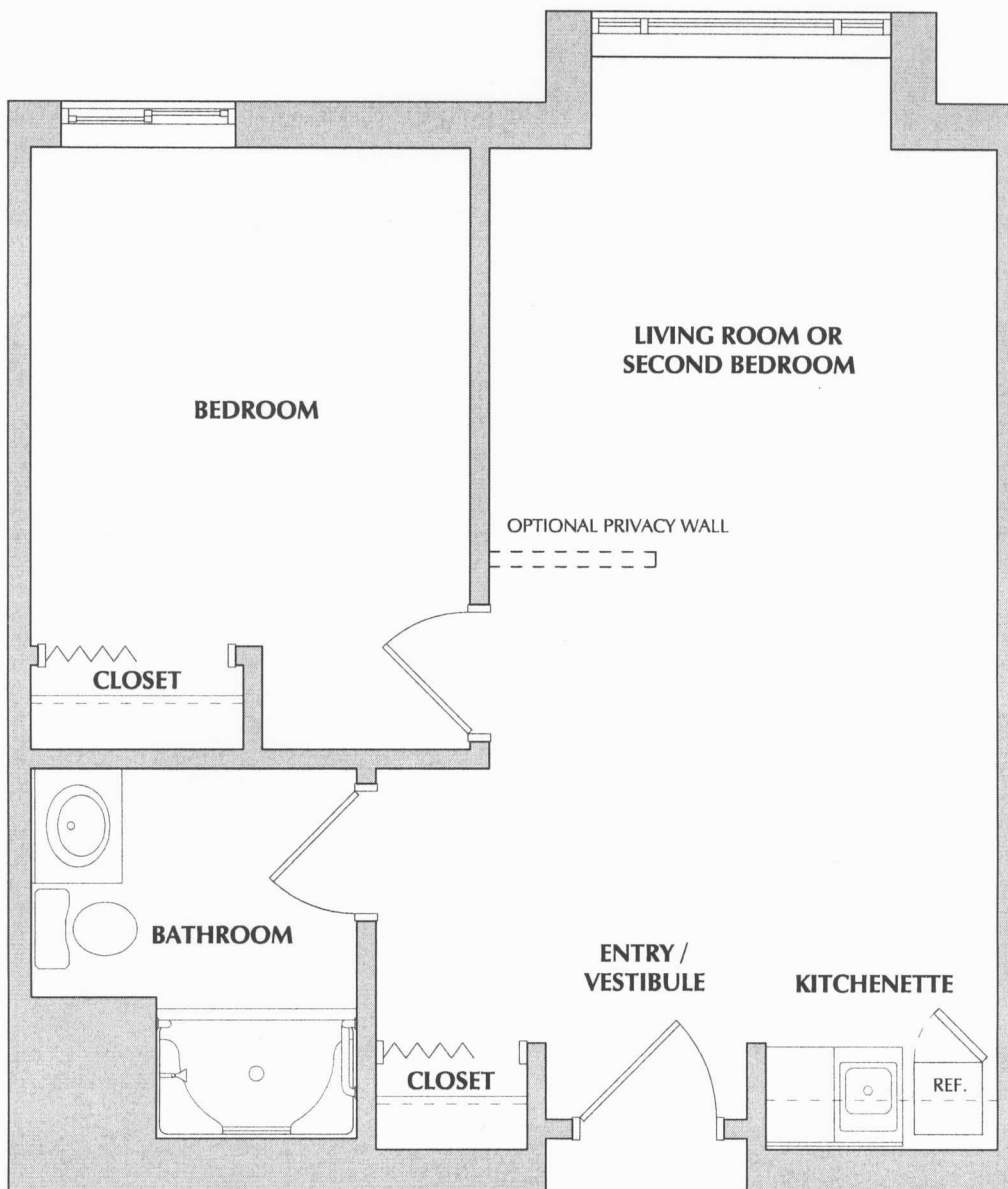 LIVING ROOM OR
SECOND BEDROOM
BEDROOM
OPTIONAL PRIVACY WALL
CLOSET
BATHROOM
ENTRY /
VESTIBULE
KITCHENETTE
CLOSET
REF.